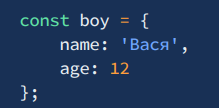 const boy = {
    name: 'Вася',
    age: 12
};